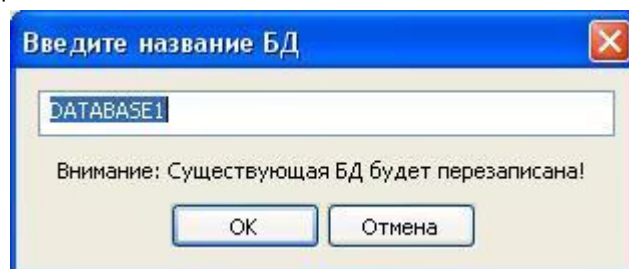 Введите название БД
DATABASE1
Внимание: Существующая БД будет перезаписана!
OK
Отмена